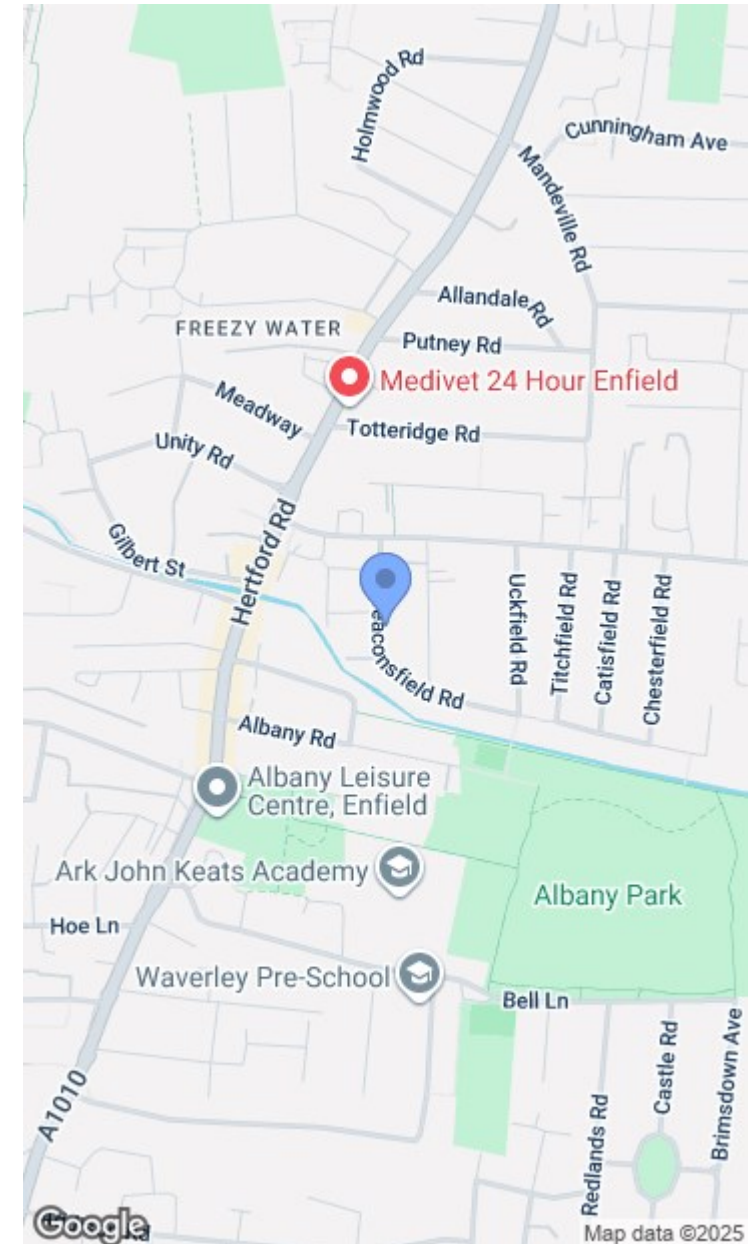 Holmwood Rd
Cunningham Ave
Mandeville Rd
Allandale Rd
FREEZY WATER
Putney Rd
Medivet 24 Hour Enfield
Meadway
Totteridge Rd
Unity Rd
Hertford Rd
Gilbert St
eaconsfield Rd
Uckfield Rd
Titchfield Rd
Catisfield Rd
Chesterfield Rd
Albany Rd
Albany Leisure
Centre, Enfield
Ark John Keats Academy
Albany Park
Hoe Ln
Waverley Pre-School
Bell Ln
A1010
Redlands Rd
Castle Rd
Brimsdown Ave
Google
Rd
Map data ©2025